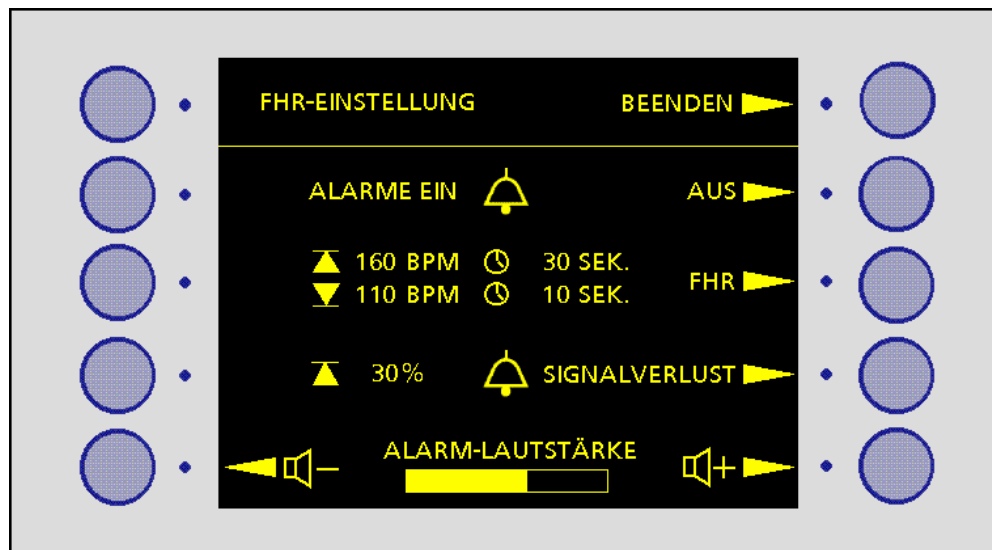 FHR-EINSTELLUNG BEENDEN
ALARME EIN AUS
160 BPM 30 SEK.
110 BPM 10 SEK.
FHR
30% SIGNALVERLUST
ALARM-LAUTSTÄRKE
– +